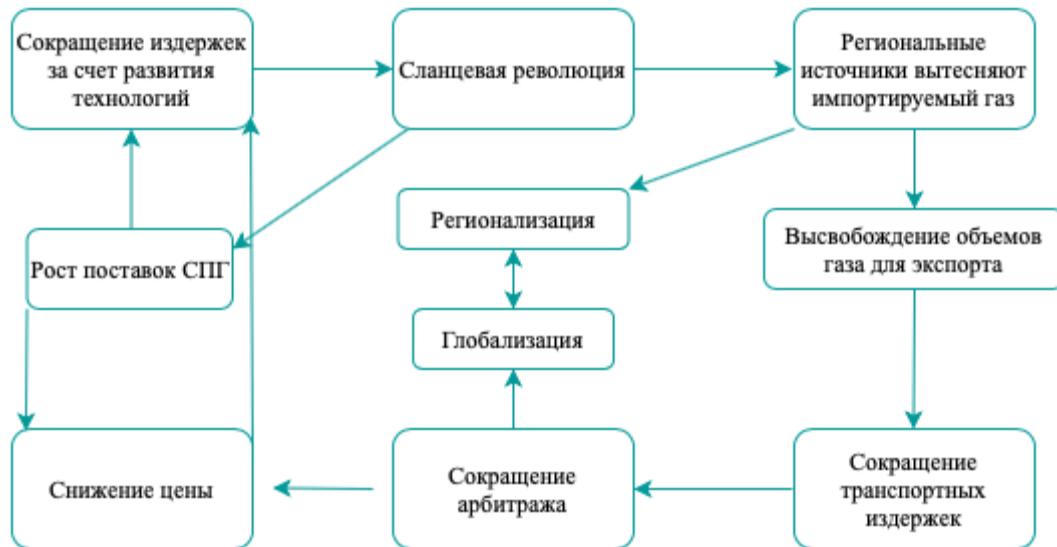 Сокращение издержек
за счет развития
технологий
Сланцевая революция
Региональные
источники вытесняют
импортируемый газ
Регионализация
Рост поставок СПГ
Высвобождение объемов
газа для экспорта
Глобализация
Снижение цены
Сокращение
арбитража
Сокращение
транспортных
издержек